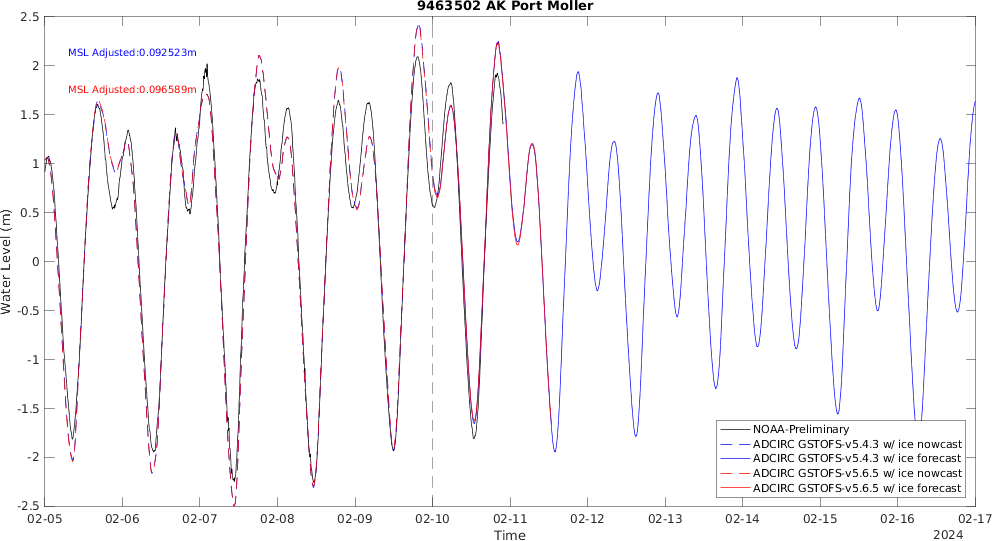 9463502 AK Port Moller
MSL Adjusted:0.092523m
MSL Adjusted:0.096589m
Water Level (m)
2.5
2
1.5
1
0.5
0
-0.5
-1
-1.5
-2
-2.5
NOAA-Preliminary
ADCIRC GSTOFS-v5.4.3 w/ ice nowcast
ADCIRC GSTOFS-v5.4.3 w/ ice forecast
ADCIRC GSTOFS-v5.6.5 w/ ice nowcast
ADCIRC GSTOFS-v5.6.5 w/ ice forecast
02-05 02-06 02-07 02-08 02-09 02-10 02-11 02-12 02-13 02-14 02-15 02-16 02-17
Time
2024